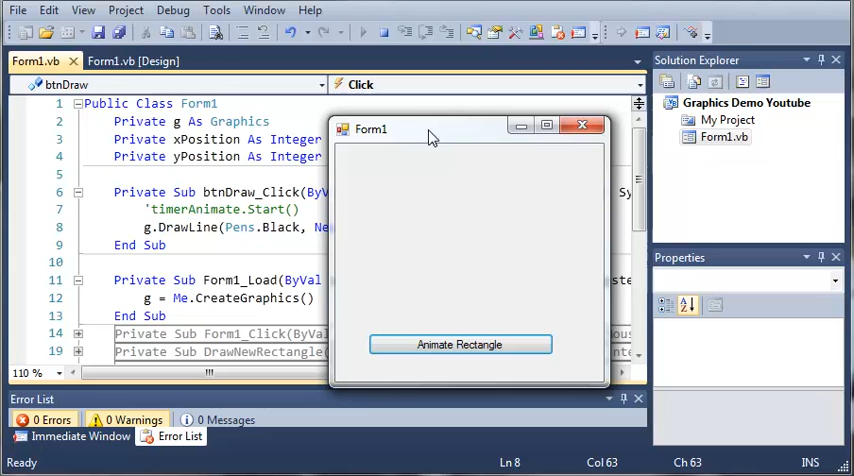 File Edit View Project Debug Tools Window Help
Form1.vb Form1.vb [Design]
btnDraw Click
1 Public Class Form1
2 Private g As Graphics
3 Private xPosition As Integer
4 Private yPosition As Integer
5
6 Private Sub btnDraw_Click(ByV Sy
7 'timerAnimate.Start()
8 g.DrawLine(Pens.Black, Ne
9 End Sub
10
11 Private Sub Form1_Load(ByVal ste
12 g = Me.CreateGraphics()
13 End Sub
14 Private Sub Form1_Click(ByVal ous
19 Private Sub DrawNewRectangle( nte
110 %
Form1
Animate Rectangle
Solution Explorer
Graphics Demo Youtube
My Project
Form1.vb
Properties
Error List
0 Errors 0 Warnings 0 Messages
Immediate Window Error List
Ready Ln 8 Col 63 Ch 63 INS